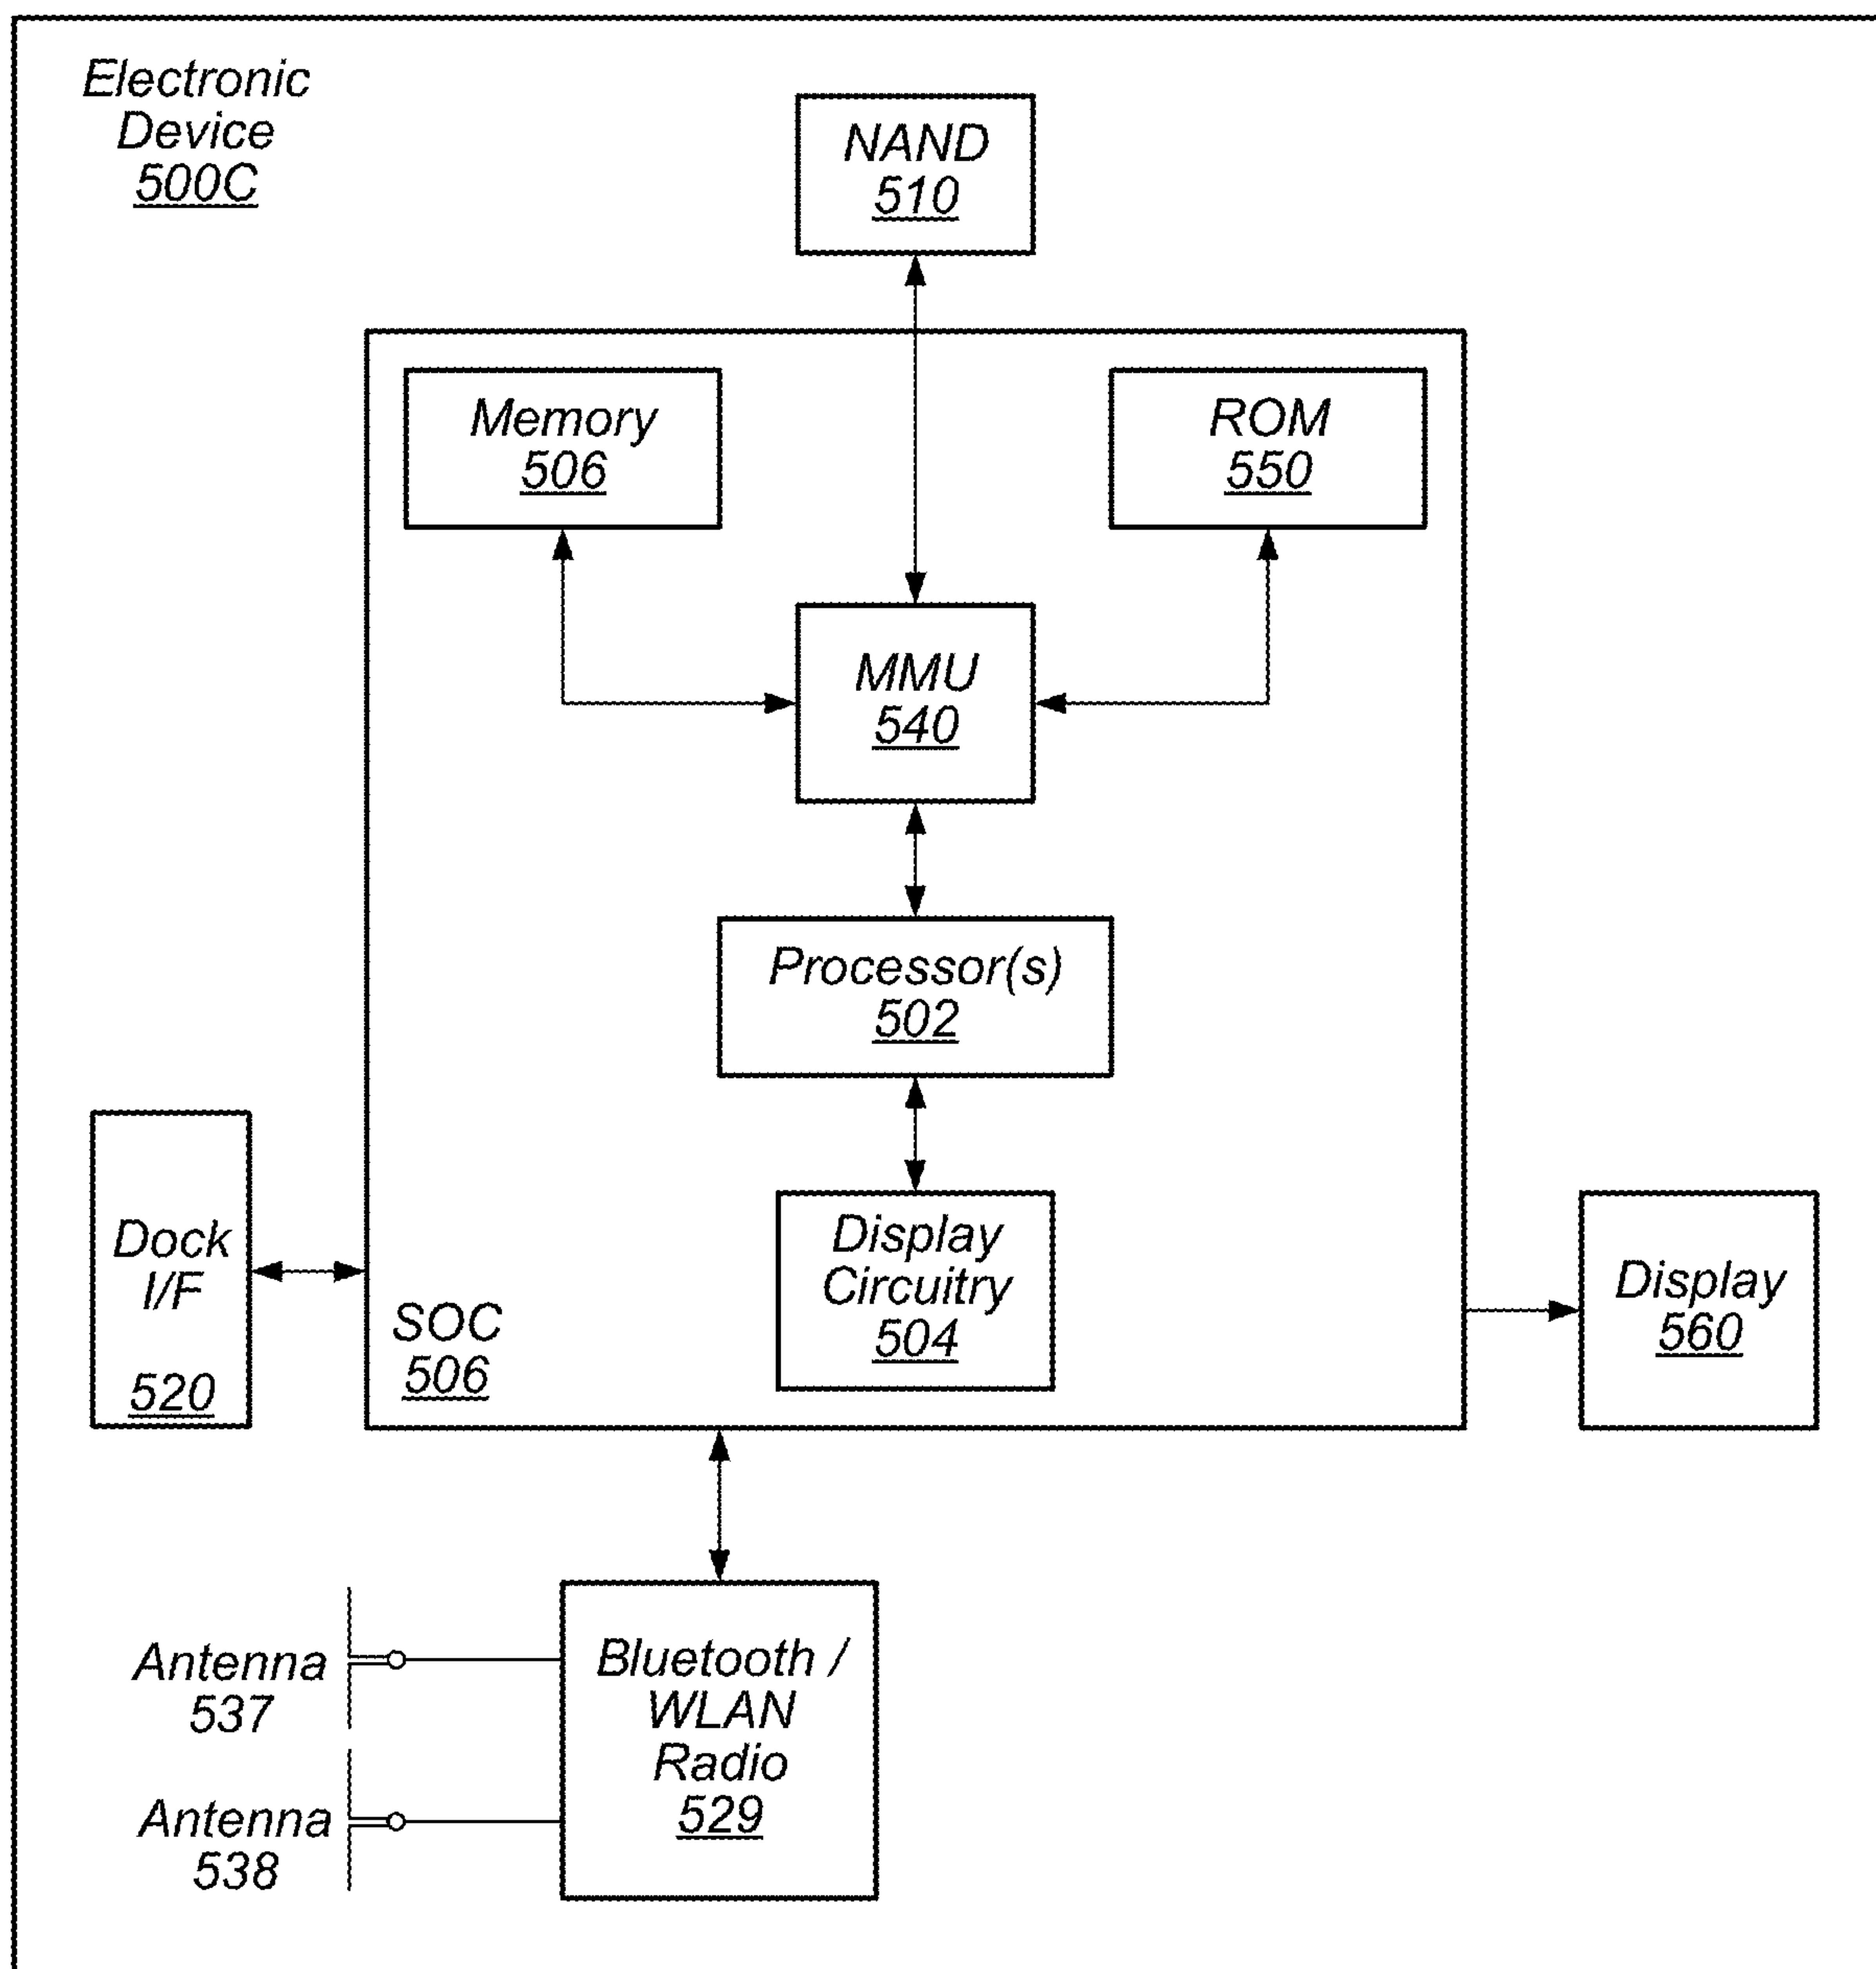 Electronic
Device
500C
NAND
510
Memory
506
ROM
550
MMU
540
Processor(s)
502
Dock
I/F
520
SOC
506
Display
Circuitry
504
Display
560
Antenna
537
Antenna
538
Bluetooth /
WLAN
Radio
529